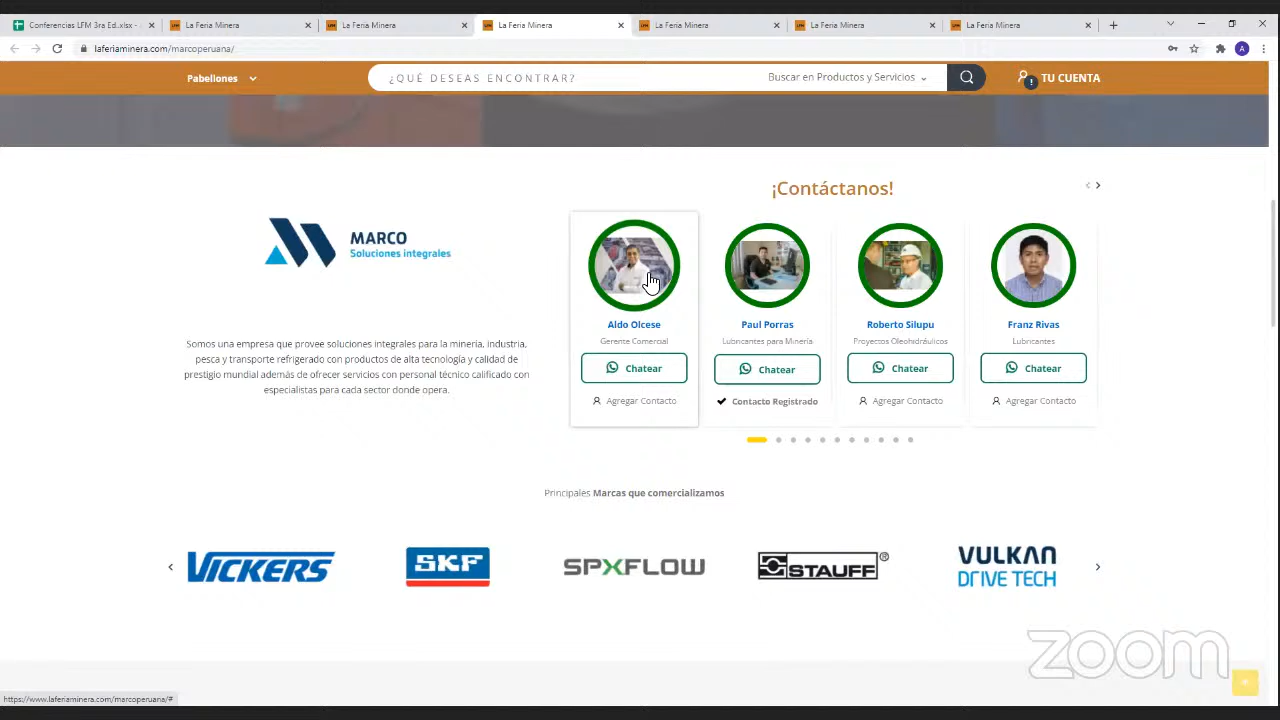 Conferencias LFM 3ra Ed..xlsx -
La Feria Minera
La Feria Minera
La Feria Minera
La Feria Minera
La Feria Minera
La Feria Minera
laferiaminera.com/marcoperuana/
A
Pabellones
¿QUÉ DESEAS ENCONTRAR?
Buscar en Productos y Servicios
!
TU CUENTA
MARCO
Soluciones integrales
Somos una empresa que provee soluciones integrales para la minería, industria,
pesca y transporte refrigerado con productos de alta tecnología y calidad de
prestigio mundial además de ofrecer servicios con personal técnico calificado con
especialistas para cada sector donde opera.
¡Contáctanos!
Aldo Olcese
Gerente Comercial
Chatear
Agregar Contacto
Paul Porras
Lubricantes para Minería
Chatear
Contacto Registrado
Roberto Silupu
Proyectos Oleohidráulicos
Chatear
Agregar Contacto
Franz Rivas
Lubricantes
Chatear
Agregar Contacto
Principales Marcas que comercializamos
VICKERS
SKF
SPXFLOW
STAUFF®
VULKAN
DRIVE TECH
zoom
https://www.laferiaminera.com/marcoperuana/#